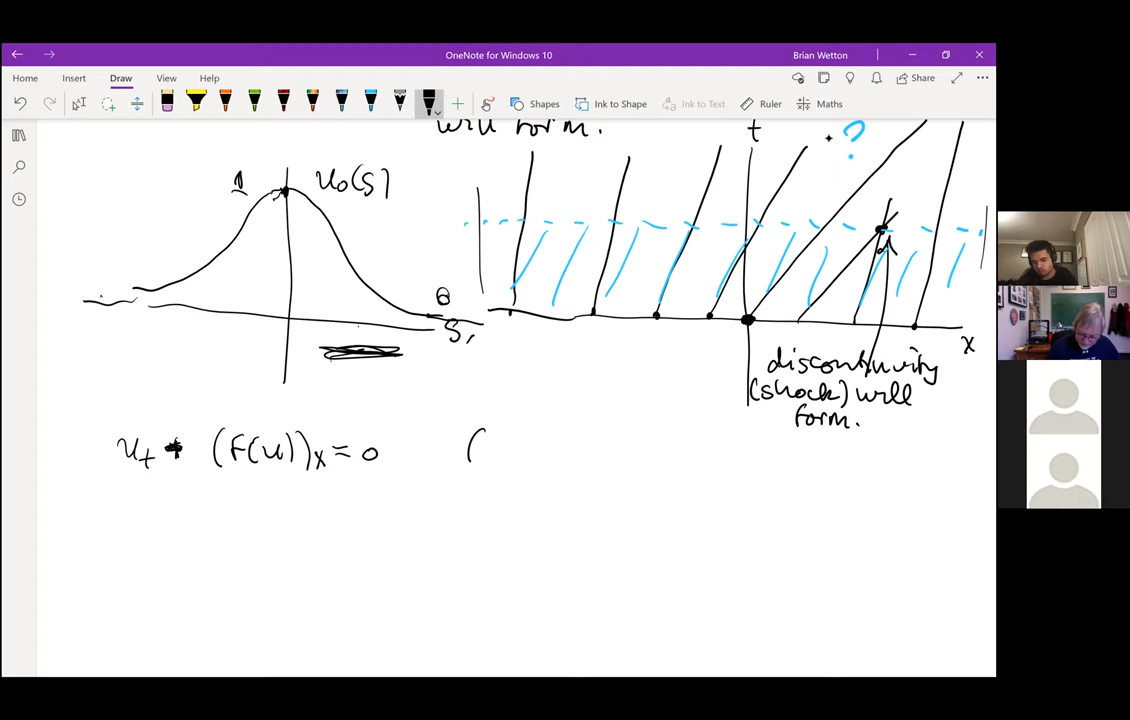 OneNote for Windows 10
Brian Wetton
Home Insert Draw View Help
Share
Shapes
Ink to Shape
Ink to Text
Ruler
Maths
will form.
t
?
1
u₀(s)
s,
x
discontinuity
(shock) will
form.
uₜ + (F(u))ₓ = 0 (